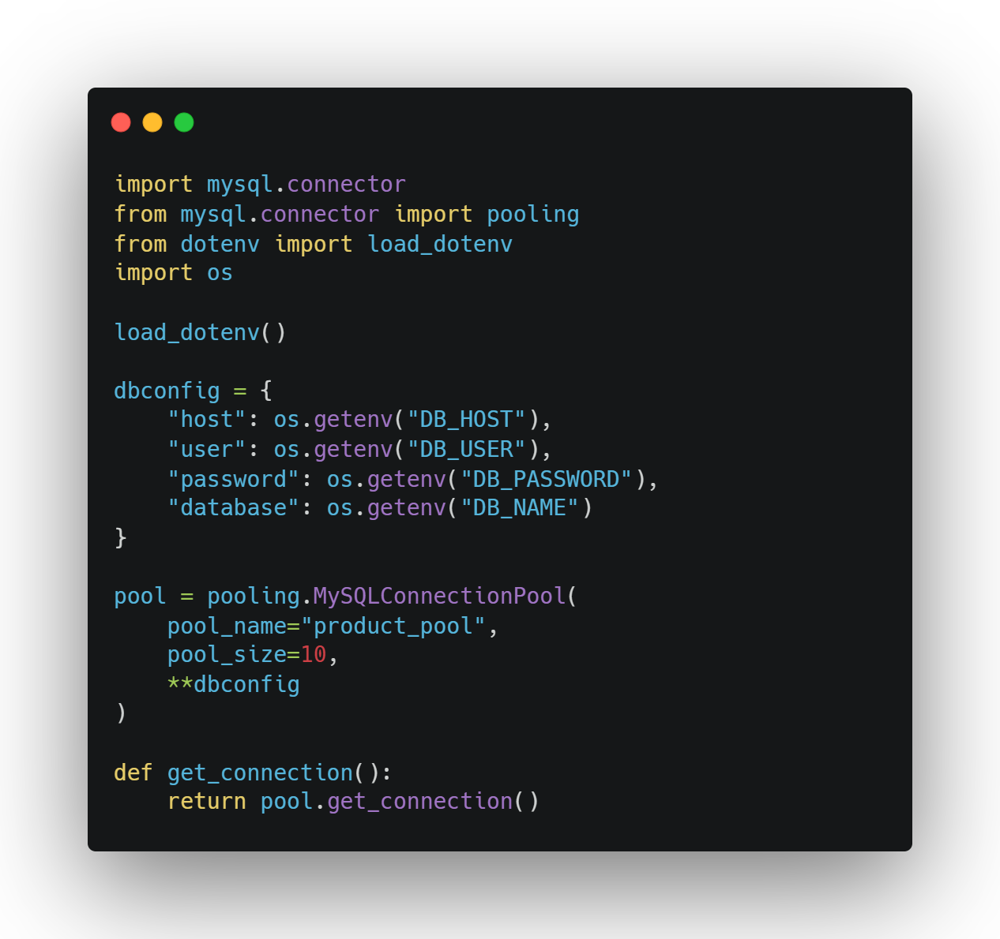 import mysql.connector
from mysql.connector import pooling
from dotenv import load_dotenv
import os

load_dotenv()

dbconfig = {
    "host": os.getenv("DB_HOST"),
    "user": os.getenv("DB_USER"),
    "password": os.getenv("DB_PASSWORD"),
    "database": os.getenv("DB_NAME")
}

pool = pooling.MySQLConnectionPool(
    pool_name="product_pool",
    pool_size=10,
    **dbconfig
)

def get_connection():
    return pool.get_connection()